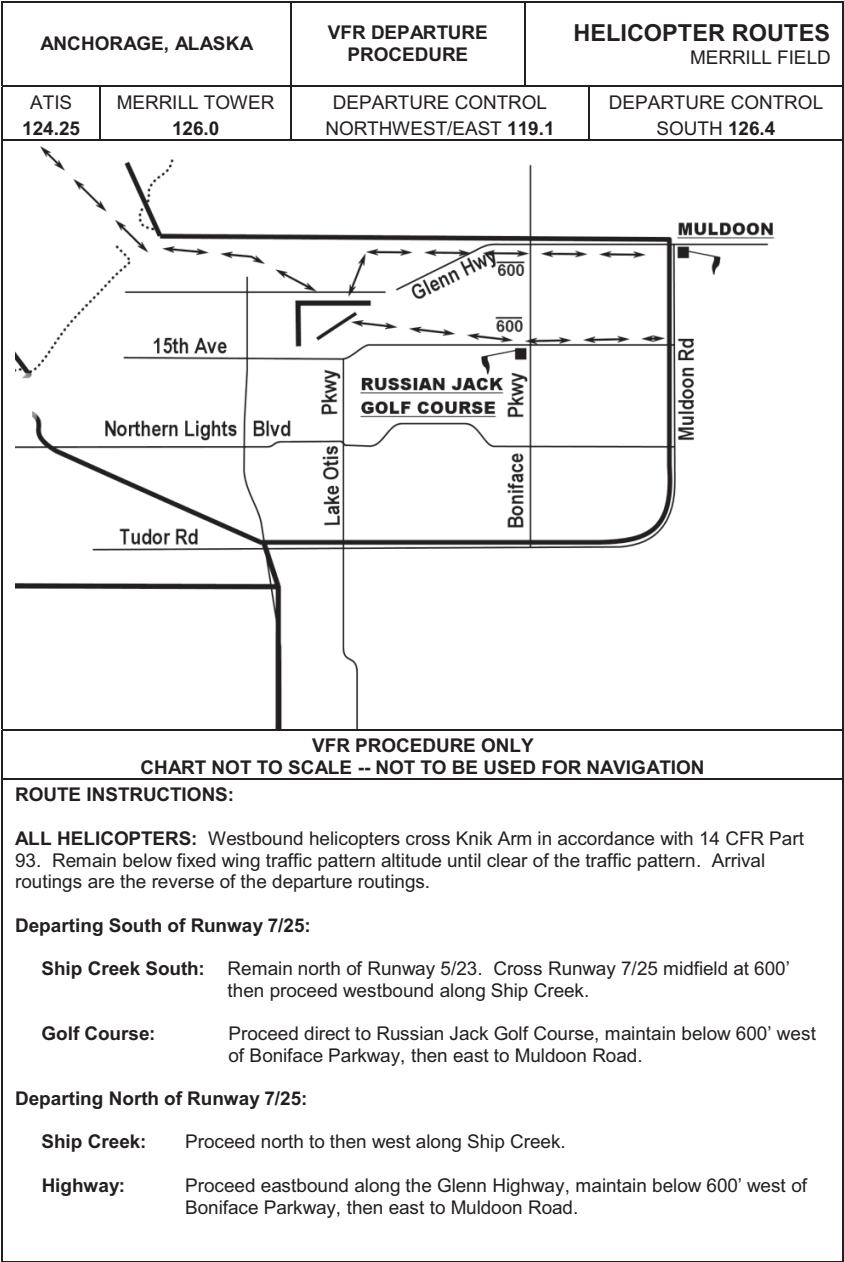 ANCHORAGE, ALASKA
VFR DEPARTURE
PROCEDURE
HELICOPTER ROUTES
MERRILL FIELD
ATIS
124.25
MERRILL TOWER
126.0
DEPARTURE CONTROL
NORTHWEST/EAST 119.1
DEPARTURE CONTROL
SOUTH 126.4
MULDOON
Glenn Hwy
600
600
15th Ave
RUSSIAN JACK
GOLF COURSE
Pkwy
Pkwy
Muldoon Rd
Northern Lights Blvd
Lake Otis
Boniface
Tudor Rd
VFR PROCEDURE ONLY
CHART NOT TO SCALE -- NOT TO BE USED FOR NAVIGATION
ROUTE INSTRUCTIONS:
ALL HELICOPTERS: Westbound helicopters cross Knik Arm in accordance with 14 CFR Part
93. Remain below fixed wing traffic pattern altitude until clear of the traffic pattern. Arrival
routings are the reverse of the departure routings.
Departing South of Runway 7/25:
Ship Creek South: Remain north of Runway 5/23. Cross Runway 7/25 midfield at 600'
then proceed westbound along Ship Creek.
Golf Course: Proceed direct to Russian Jack Golf Course, maintain below 600' west
of Boniface Parkway, then east to Muldoon Road.
Departing North of Runway 7/25:
Ship Creek: Proceed north to then west along Ship Creek.
Highway: Proceed eastbound along the Glenn Highway, maintain below 600' west of
Boniface Parkway, then east to Muldoon Road.